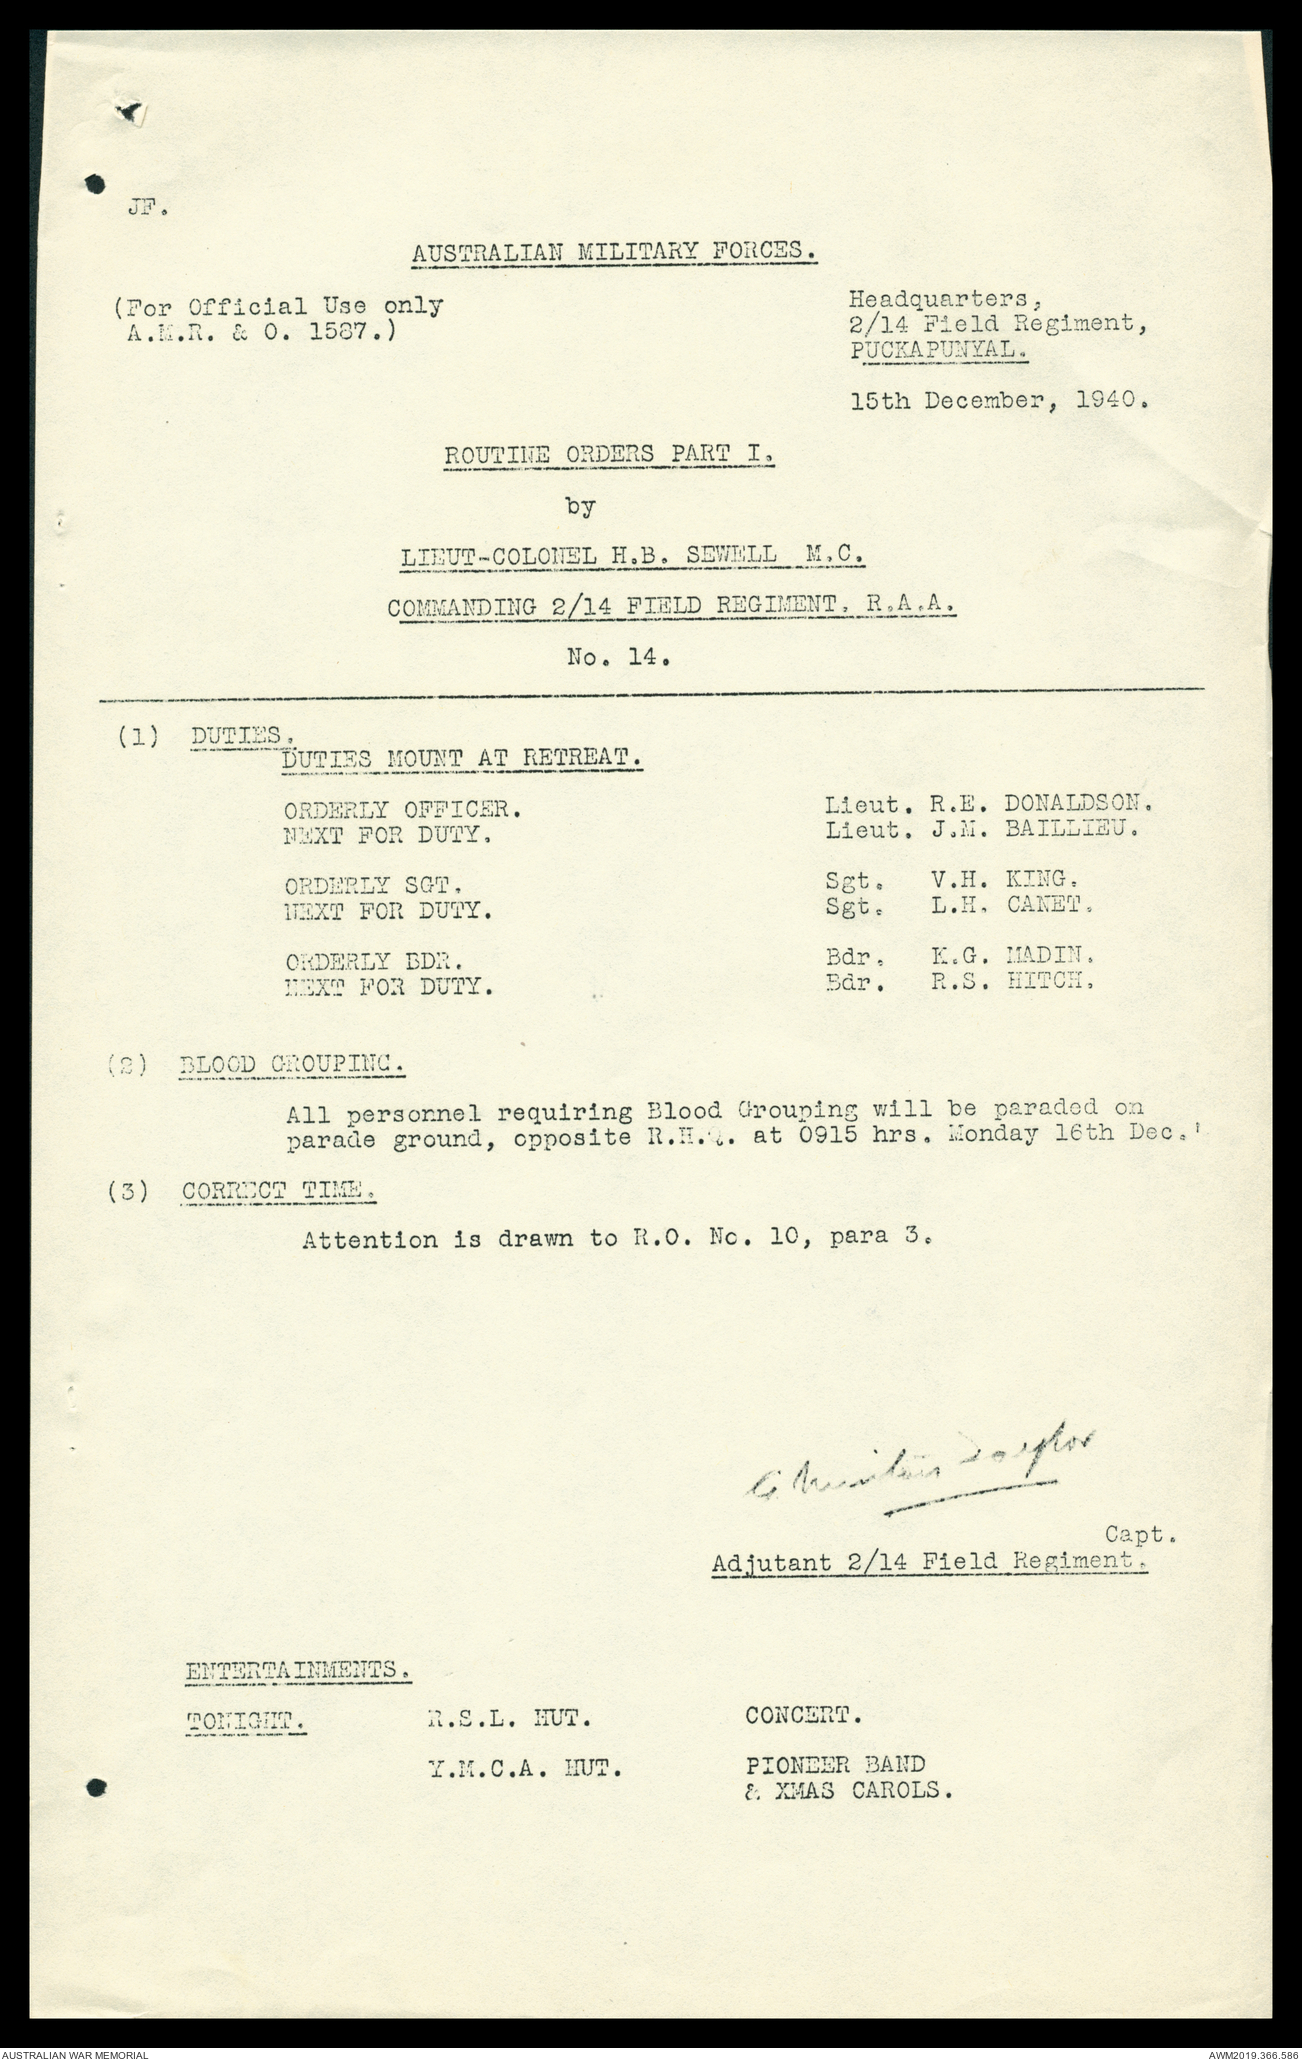 JF.
AUSTRALIAN MILITARY FORCES.
(For Official Use only
A.M.R. & O. 1587.)
Headquarters,
2/14 Field Regiment,
PUCKAPUNYAL.
15th December, 1940.
ROUTINE ORDERS PART I.
by
LIEUT-COLONEL H.B. SEWELL M.C.
COMMANDING 2/14 FIELD REGIMENT. R.A.A.
No. 14.
(1) DUTIES.
DUTIES MOUNT AT RETREAT.
ORDERLY OFFICER. Lieut. R.E. DONALDSON.
NEXT FOR DUTY. Lieut. J.M. BAILLIEU.
ORDERLY SGT. Sgt. V.H. KING.
NEXT FOR DUTY. Sgt. L.H. CANET.
ORDERLY BDR. Bdr. K.G. MADIN.
NEXT FOR DUTY. Bdr. R.S. HITCH.
(2) BLOOD GROUPING.
All personnel requiring Blood Grouping will be paraded on
parade ground, opposite R.H.Q. at 0915 hrs. Monday 16th Dec.'
(3) CORRECT TIME.
Attention is drawn to R.O. No. 10, para 3.
Capt.
Adjutant 2/14 Field Regiment.
ENTERTAINMENTS.
TONIGHT. R.S.L. HUT. CONCERT.
Y.M.C.A. HUT. PIONEER BAND
& XMAS CAROLS.
AUSTRALIAN WAR MEMORIAL
AWM2019.366.586